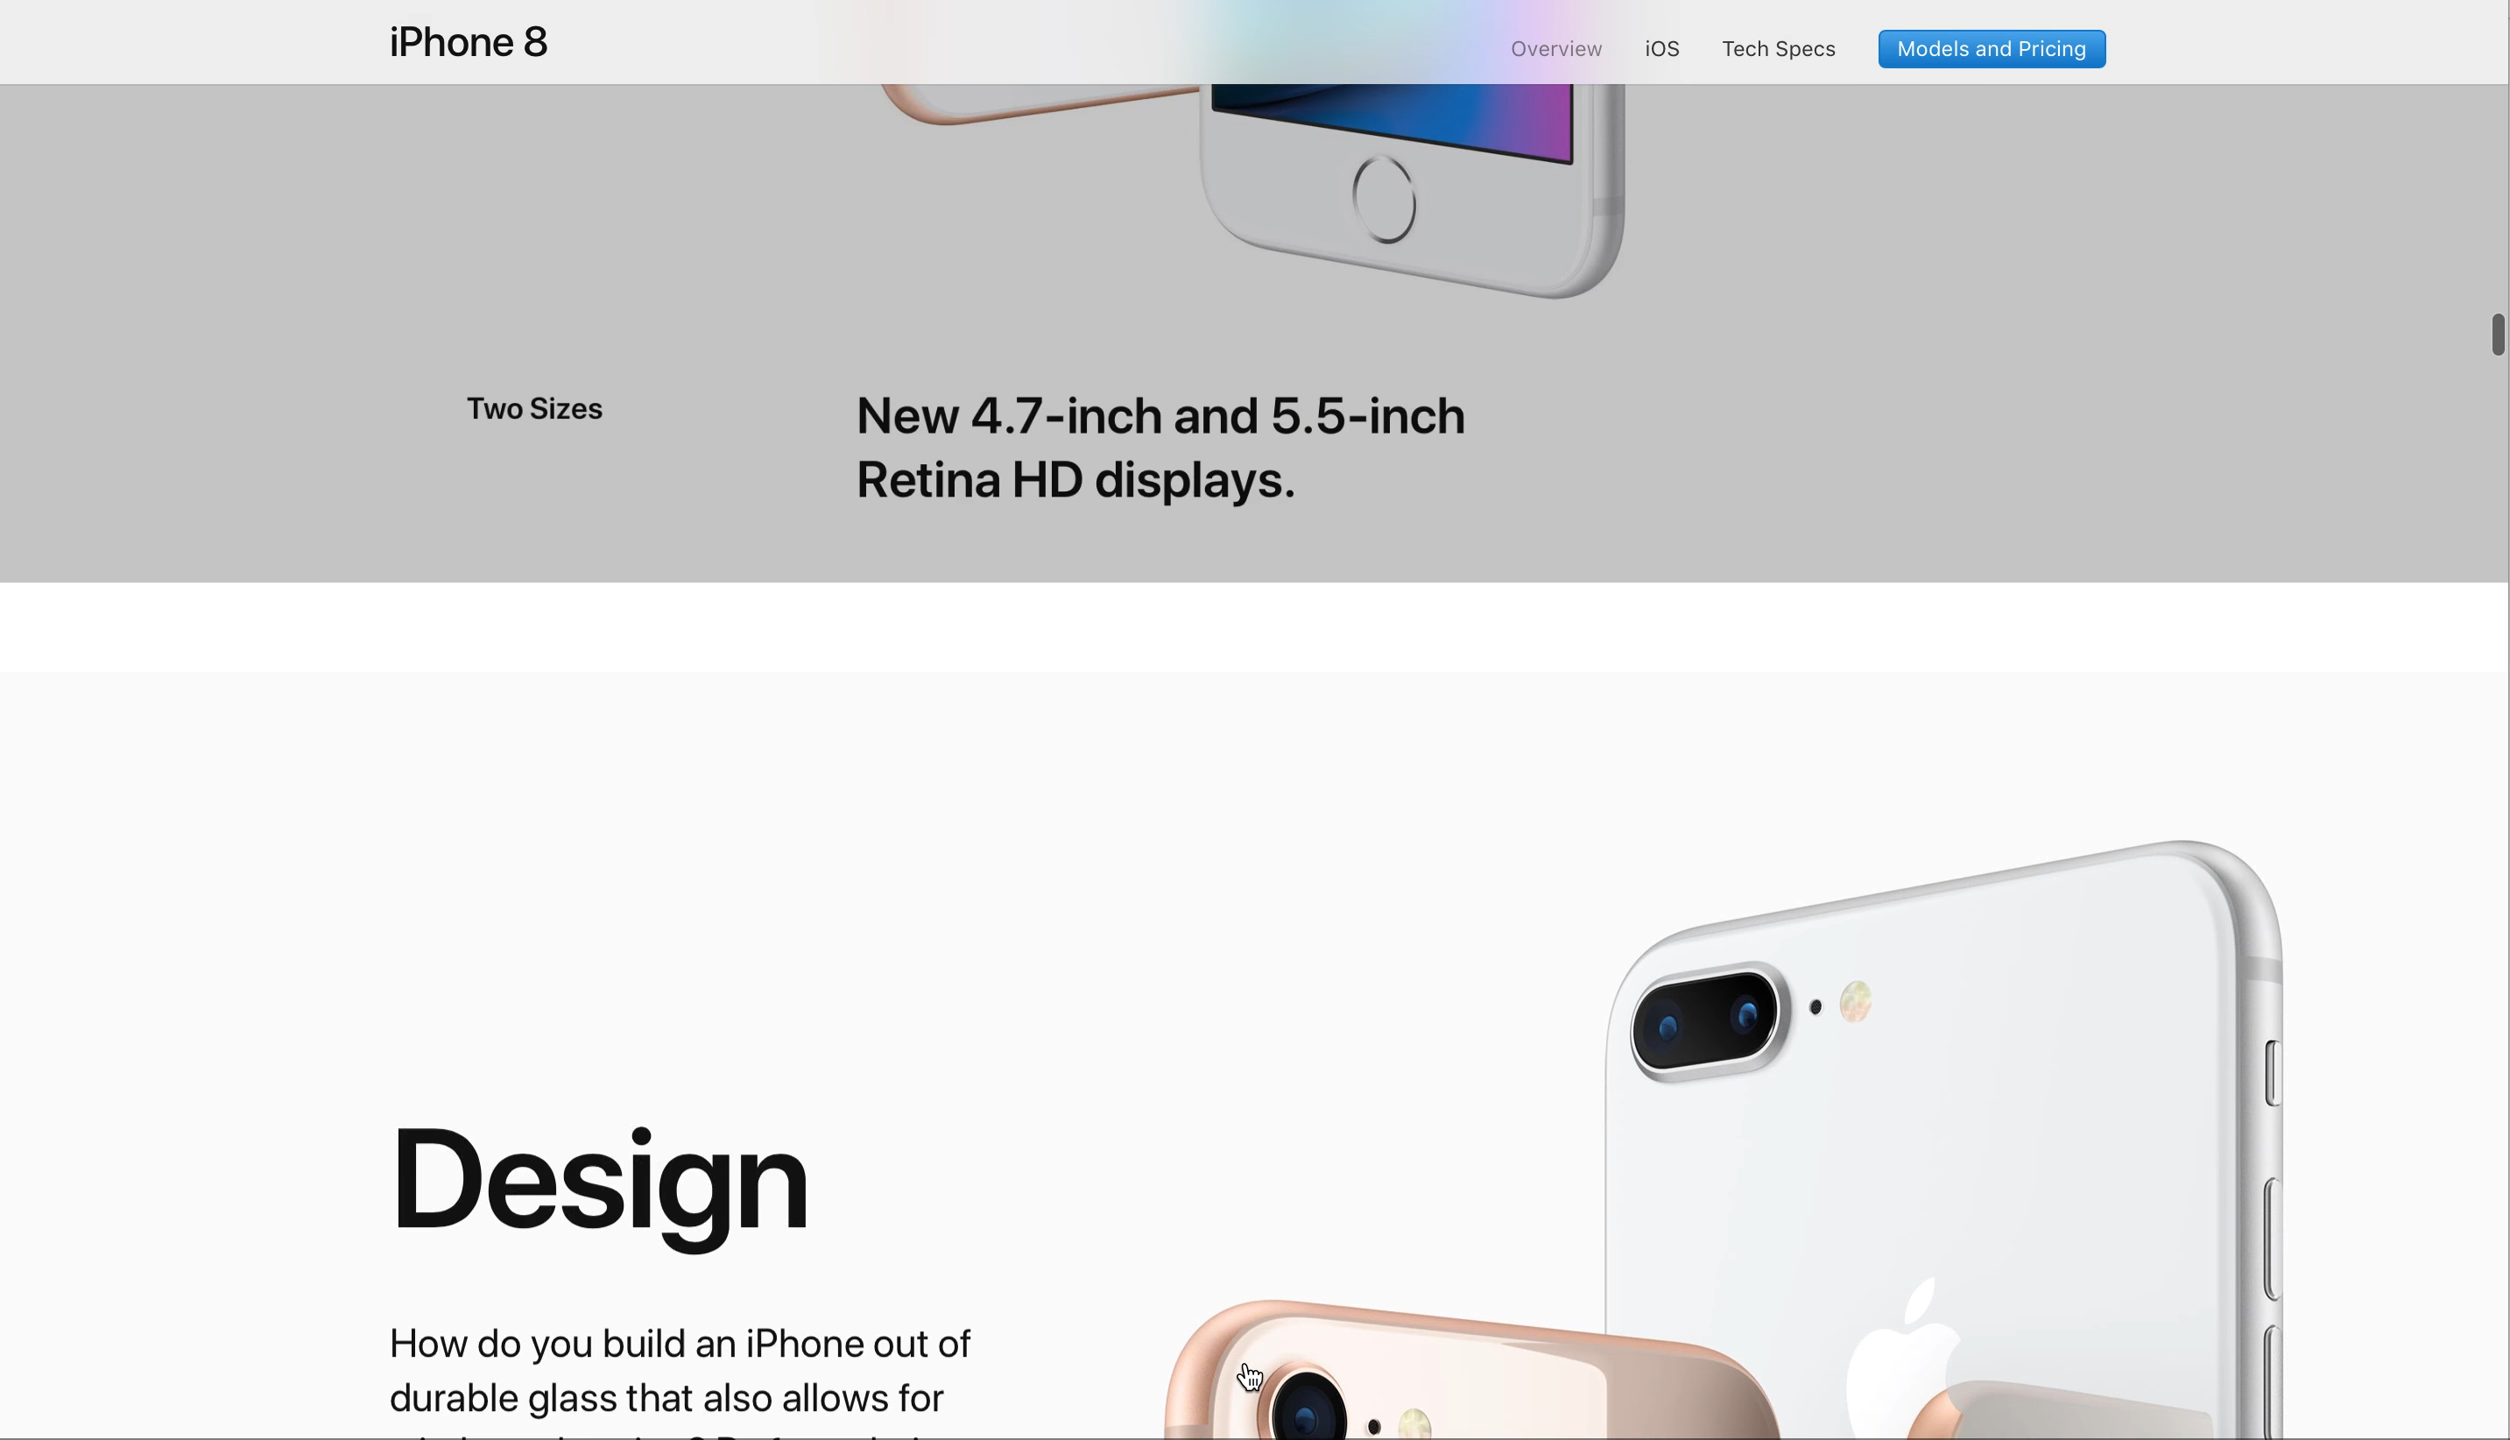 iPhone 8
Overview
iOS
Tech Specs
Models and Pricing
Two Sizes
New 4.7-inch and 5.5-inch
Retina HD displays.
Design
How do you build an iPhone out of
durable glass that also allows for